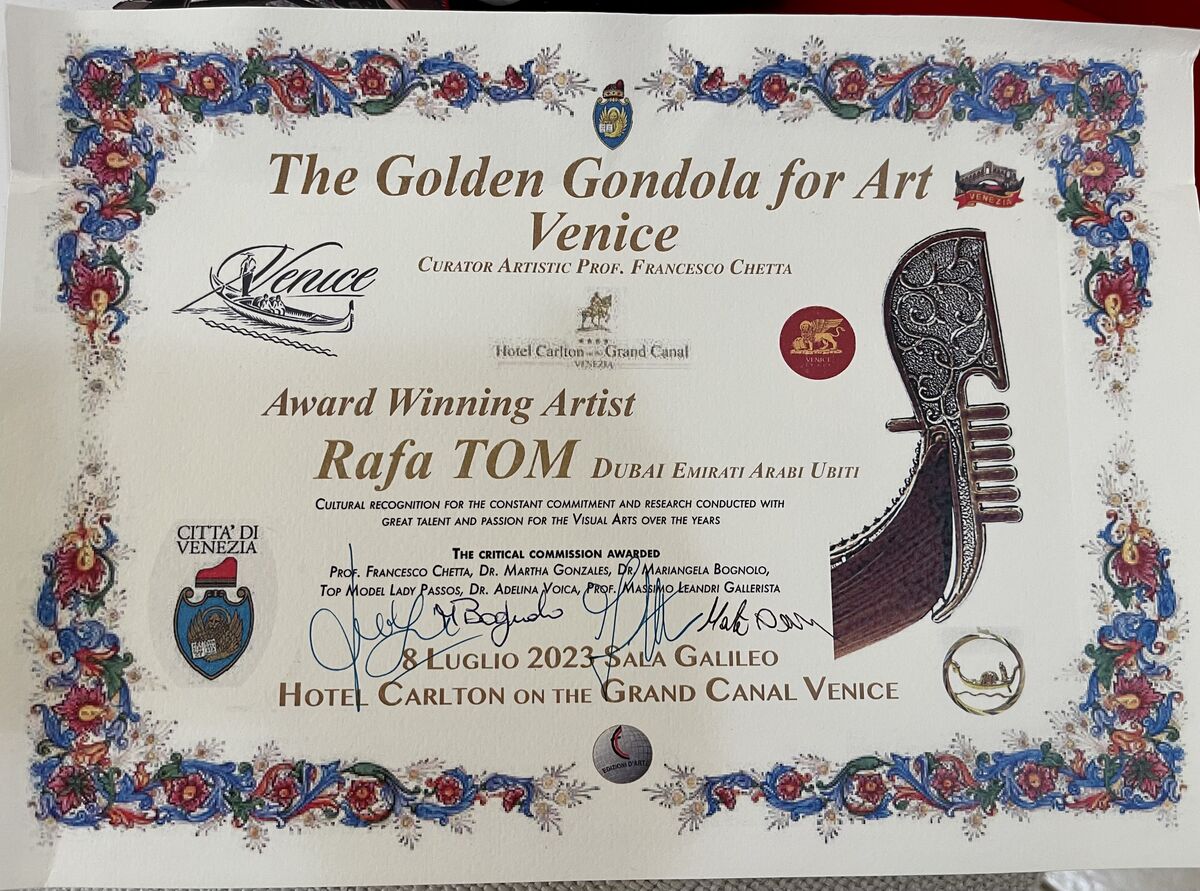 The Golden Gondola for Art
Venice
CURATOR ARTISTIC PROF. FRANCESCO CHETTA
VENEZIA
Venice
Hotel Carlton on the Grand Canal
VENEZIA
VENICE
Award Winning Artist
Rafa TOM DUBAI EMIRATI ARABI UBITI
CULTURAL RECOGNITION FOR THE CONSTANT COMMITMENT AND RESEARCH CONDUCTED WITH
GREAT TALENT AND PASSION FOR THE VISUAL ARTS OVER THE YEARS
CITTA' DI
VENEZIA
THE CRITICAL COMMISSION AWARDED
PROF. FRANCESCO CHETTA, DR. MARTHA GONZALES, DR. MARIANGELA BOGNOLO,
TOP MODEL LADY PASSOS, DR. ADELINA VOICA, PROF. MASSIMO LEANDRI GALLERISTA
M Bognolo
8 LUGLIO 2023 SALA GALILEO
HOTEL CARLTON ON THE GRAND CANAL VENICE
EDIZIONI D'ARTE